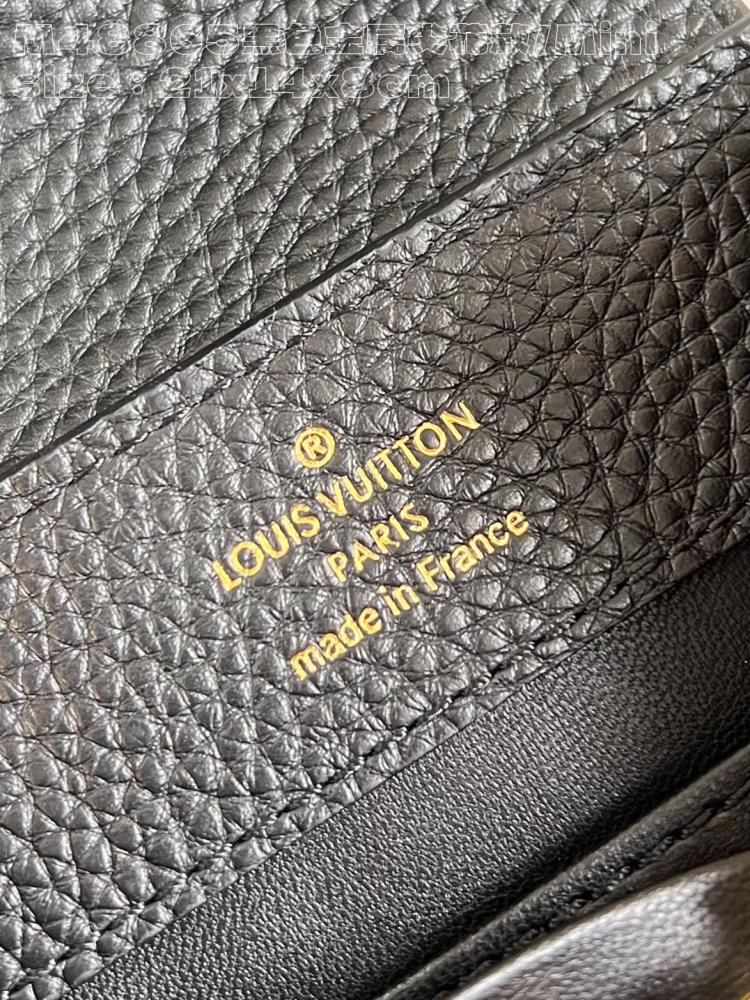 size : 21x14x8cm
®
LOUIS VUITTON
PARIS
made in France